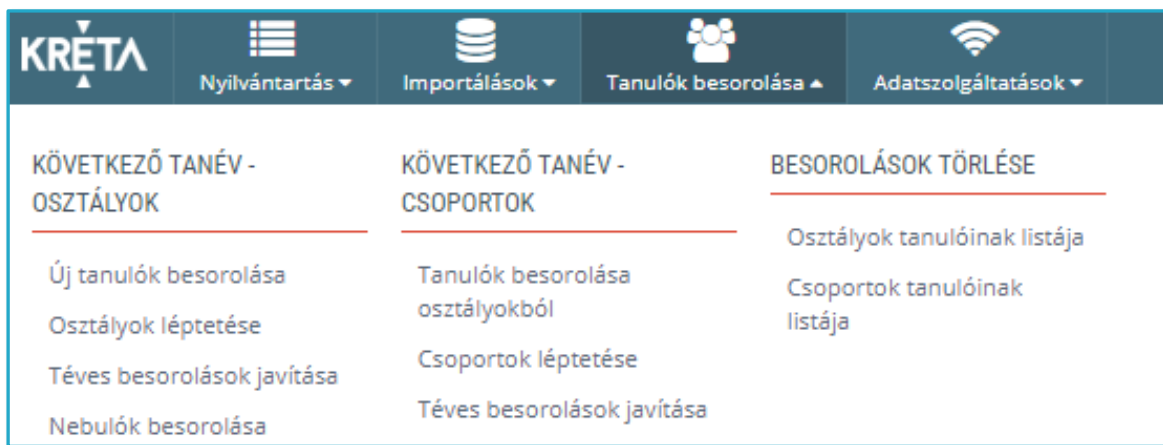 KRÉTA
Nyilvántartás
Importálások
Tanulók besorolása
Adatszolgáltatások
KÖVETKEZŐ TANÉV -
OSZTÁLYOK
Új tanulók besorolása
Osztályok léptetése
Téves besorolások javítása
Nebulók besorolása
KÖVETKEZŐ TANÉV -
CSOPORTOK
Tanulók besorolása
osztályokból
Csoportok léptetése
Téves besorolások javítása
BESOROLÁSOK TÖRLÉSE
Osztályok tanulóinak listája
Csoportok tanulóinak
listája